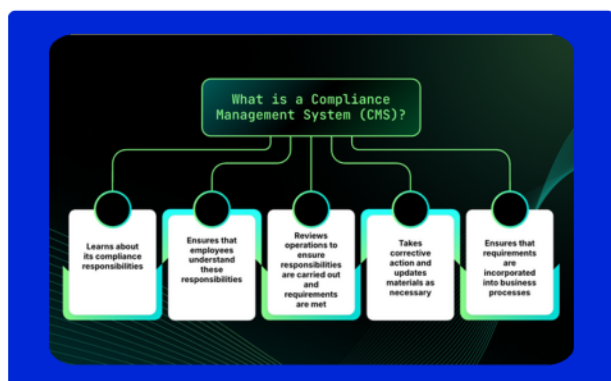 What is a Compliance
Management System (CMS)?
Learns about
its compliance
responsibilities
Ensures that
employees
understand
these
responsibilities
Reviews
operations to
ensure
responsibilities
are carried out
and
requirements
are met
Takes
corrective
action and
updates
materials as
necessary
Ensures that
requirements
are
incorporated
into business
processes